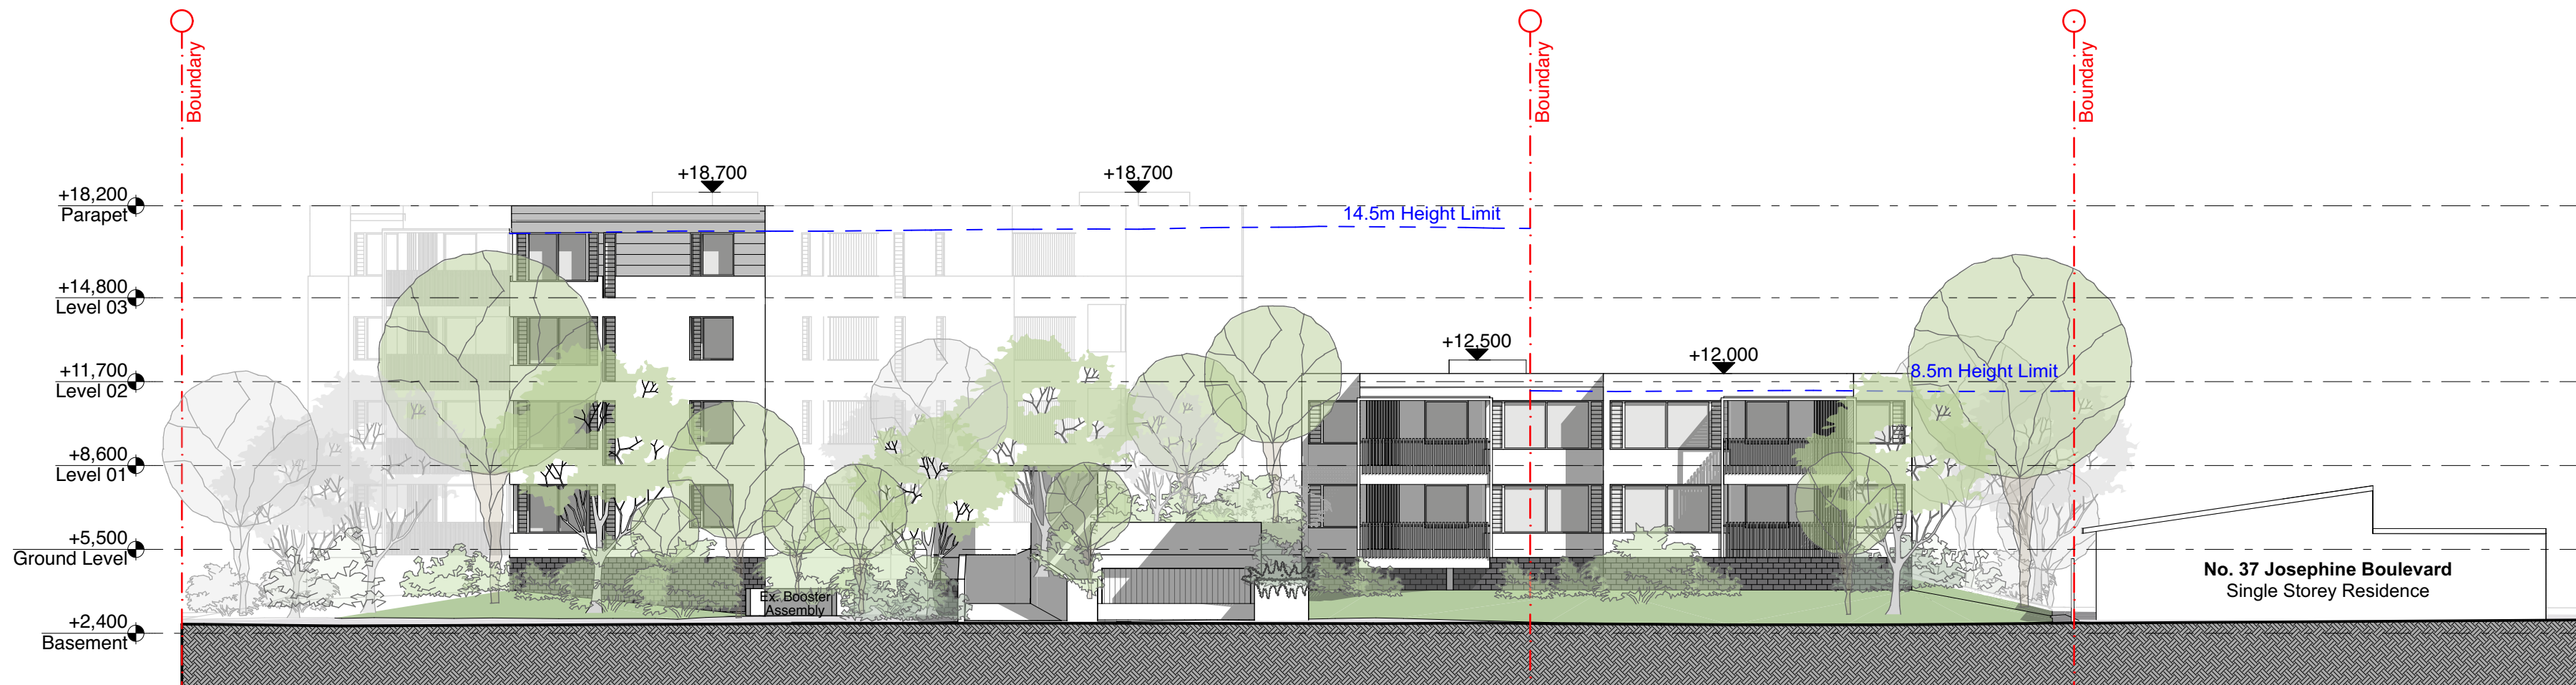 Boundary
Boundary
Boundary
+18,700
+18,700
+18,200
Parapet
14.5m Height Limit
+14,800
Level 03
+12,500
+12,000
+11,700
Level 02
8.5m Height Limit
+8,600
Level 01
+5,500
Ground Level
No. 37 Josephine Boulevard
Single Storey Residence
Ex. Booster
Assembly
+2,400
Basement